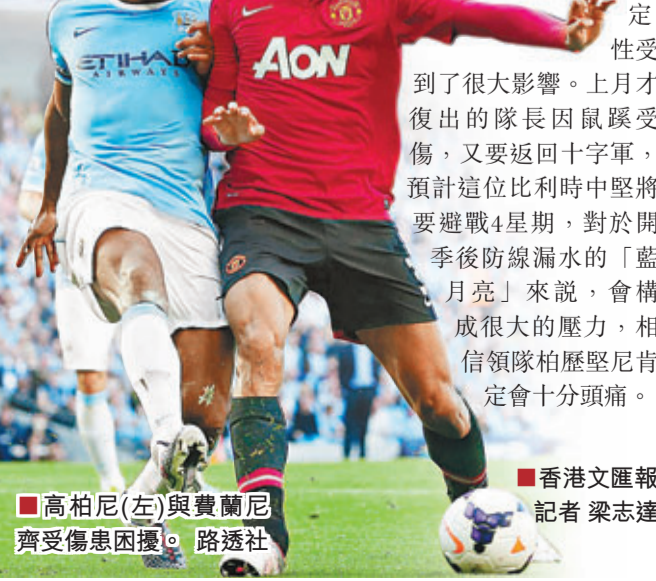 ETIHAD
AIRWAYS
AON
定
性受
到了很大影響。上月才
復出的隊長因鼠蹊受
傷，又要返回十字軍，
預計這位比利時中堅將
要避戰4星期，對於開
季後防線漏水的「藍
月亮」來說，會構
成很大的壓力，相
信領隊柏歷堅尼肯
定會十分頭痛。
■香港文匯報
記者 梁志達
■高柏尼(左)與費蘭尼
齊受傷患困擾。 路透社